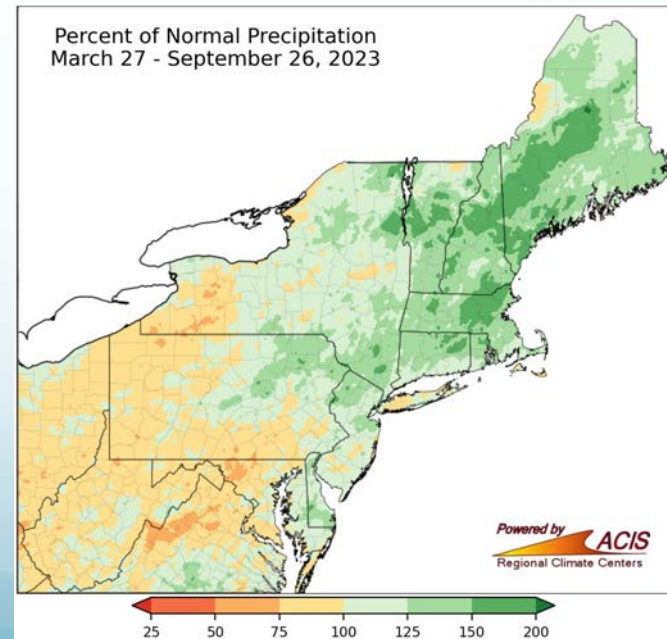 Percent of Normal Precipitation
March 27 - September 26, 2023
Powered by
ACIS
Regional Climate Centers
25 50 75 100 125 150 200